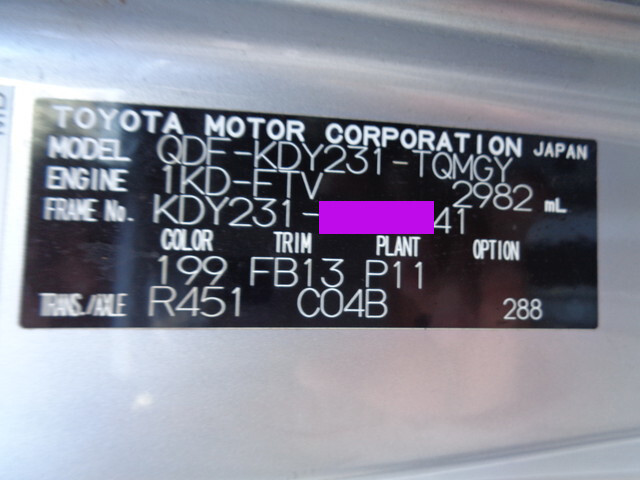 TOYOTA MOTOR CORPORATION JAPAN
MODEL QDF-KDY231-TQMGY
ENGINE 1KD-FTV 2982 mL
FRAME No. KDY231-41
COLOR TRIM PLANT OPTION
199 FB13 P11
TRANS./AXLE R451 C04B 288